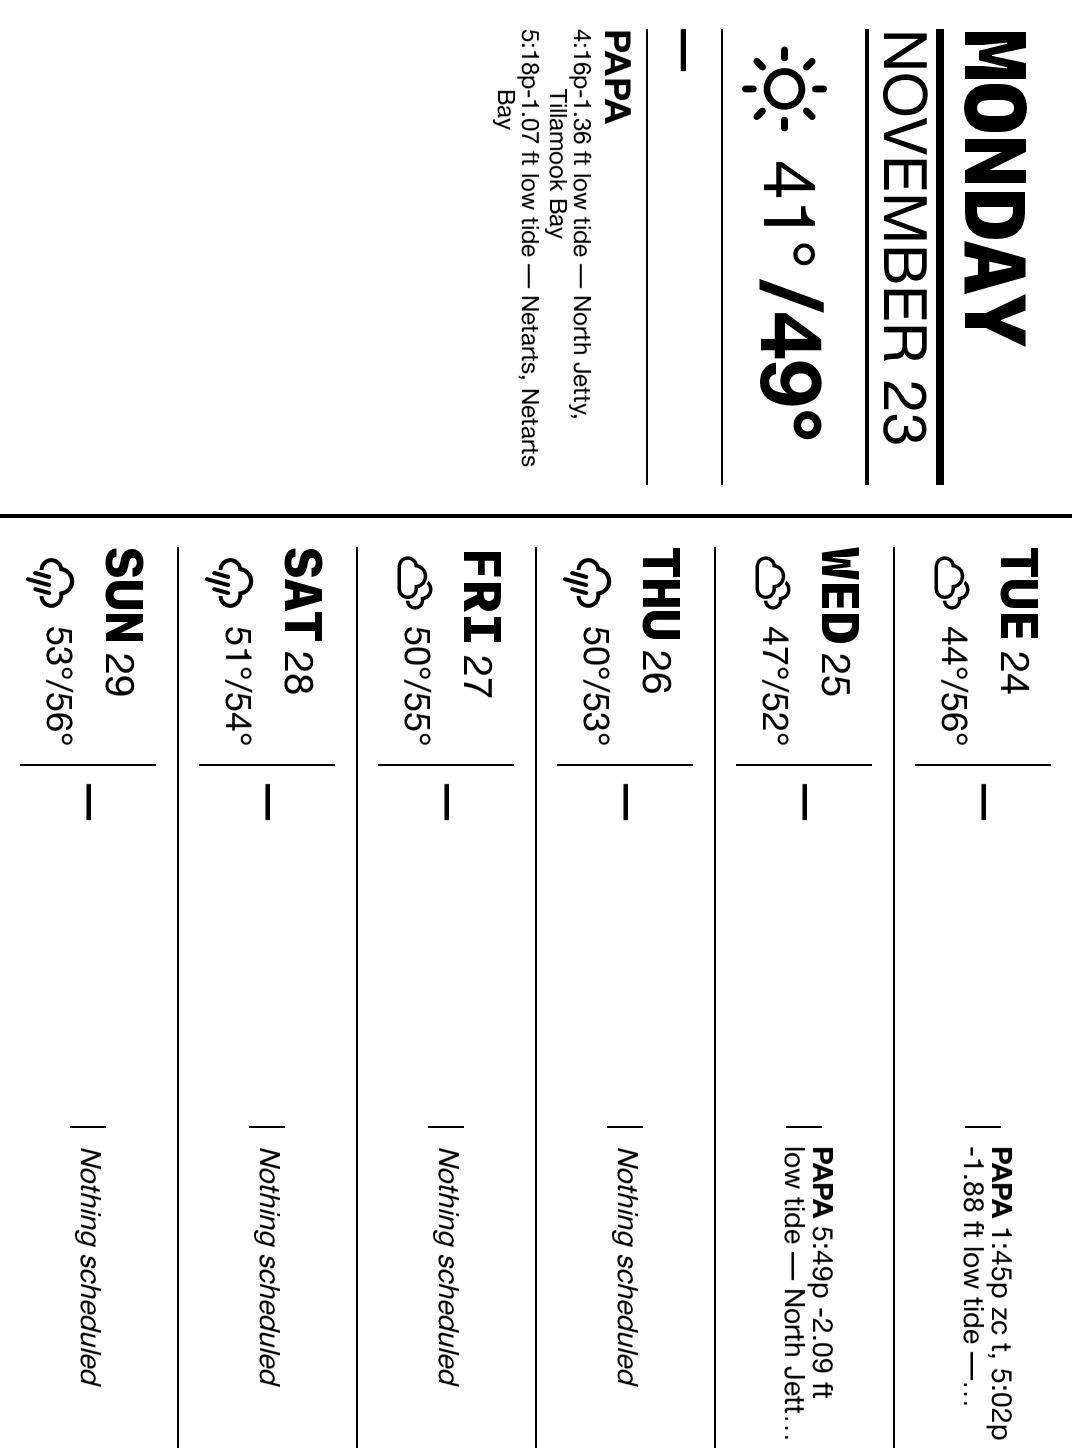 MONDAY
NOVEMBER 23
41°/49°
—
PAPA
4:16p-1.36 ft low tide — North Jetty,
Tillamook Bay
5:18p-1.07 ft low tide — Netarts, Netarts
Bay
TUE 24
44°/56°
—
PAPA 1:45p zc t, 5:02p
-1.88 ft low tide —…
WED 25
47°/52°
—
PAPA 5:49p -2.09 ft
low tide — North Jett…
THU 26
50°/53°
—
Nothing scheduled
FRI 27
50°/55°
—
Nothing scheduled
SAT 28
51°/54°
—
Nothing scheduled
SUN 29
53°/56°
—
Nothing scheduled